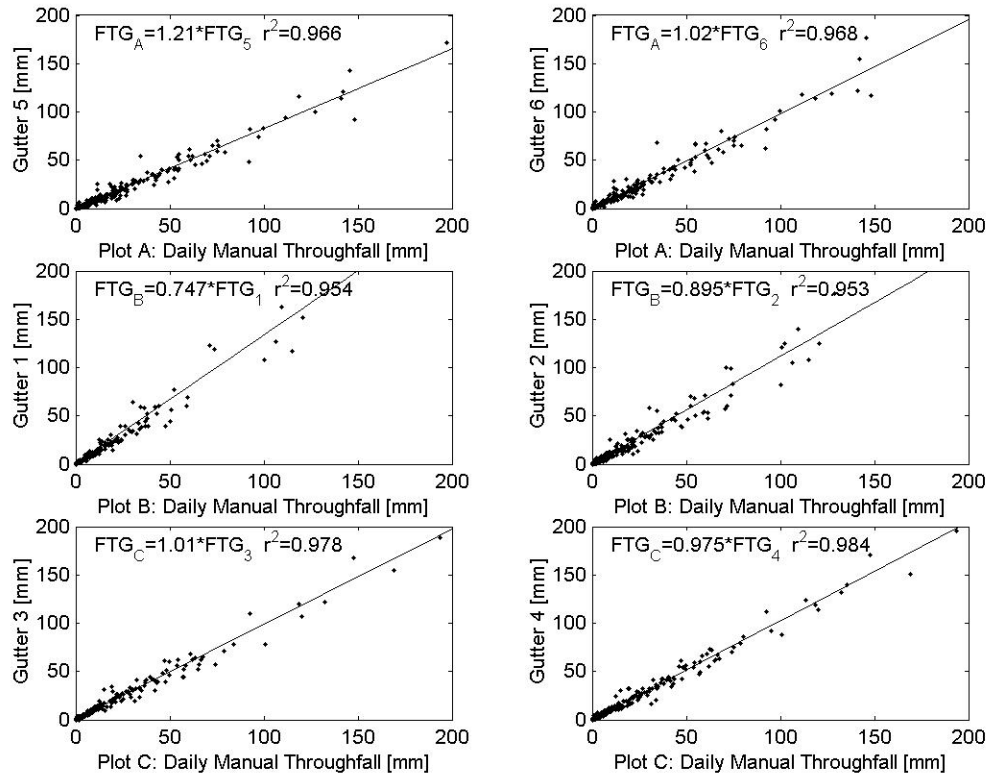 FTG_A=1.21*FTG_5 r²=0.966
Gutter 5 [mm]
200
150
100
50
0
0 50 100 150 200
Plot A: Daily Manual Throughfall [mm]
FTG_A=1.02*FTG_6 r²=0.968
Gutter 6 [mm]
200
150
100
50
0
0 50 100 150 200
Plot A: Daily Manual Throughfall [mm]
FTG_B=0.747*FTG_1 r²=0.954
Gutter 1 [mm]
200
150
100
50
0
0 50 100 150 200
Plot B: Daily Manual Throughfall [mm]
FTG_B=0.895*FTG_2 r²=0.953
Gutter 2 [mm]
200
150
100
50
0
0 50 100 150 200
Plot B: Daily Manual Throughfall [mm]
FTG_C=1.01*FTG_3 r²=0.978
Gutter 3 [mm]
200
150
100
50
0
0 50 100 150 200
Plot C: Daily Manual Throughfall [mm]
FTG_C=0.975*FTG_4 r²=0.984
Gutter 4 [mm]
200
150
100
50
0
0 50 100 150 200
Plot C: Daily Manual Throughfall [mm]